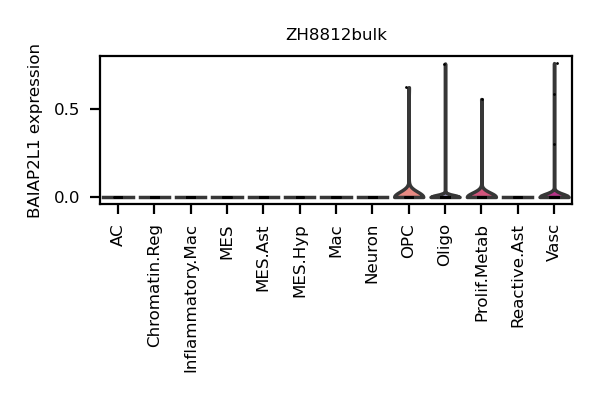 ZH8812bulk
BAIAP2L1 expression
0.5
0.0
AC
Chromatin.Reg
Inflammatory.Mac
MES
MES.Ast
MES.Hyp
Mac
Neuron
OPC
Oligo
Prolif.Metab
Reactive.Ast
Vasc